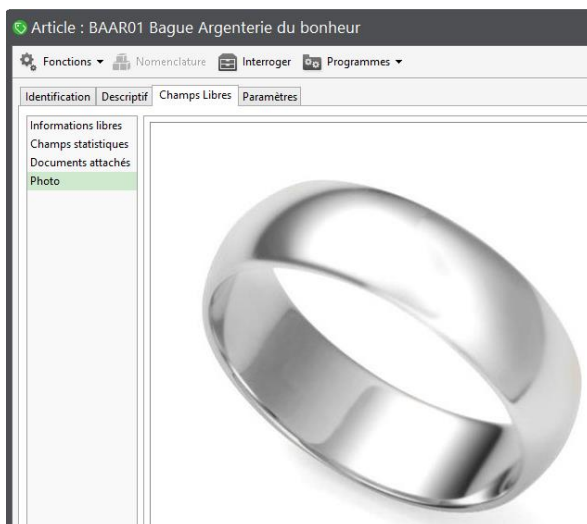 Article : BAAR01 Bague Argenterie du bonheur
Fonctions Nomenclature Interroger Programmes
Identification Descriptif Champs Libres Paramètres
Informations libres
Champs statistiques
Documents attachés
Photo